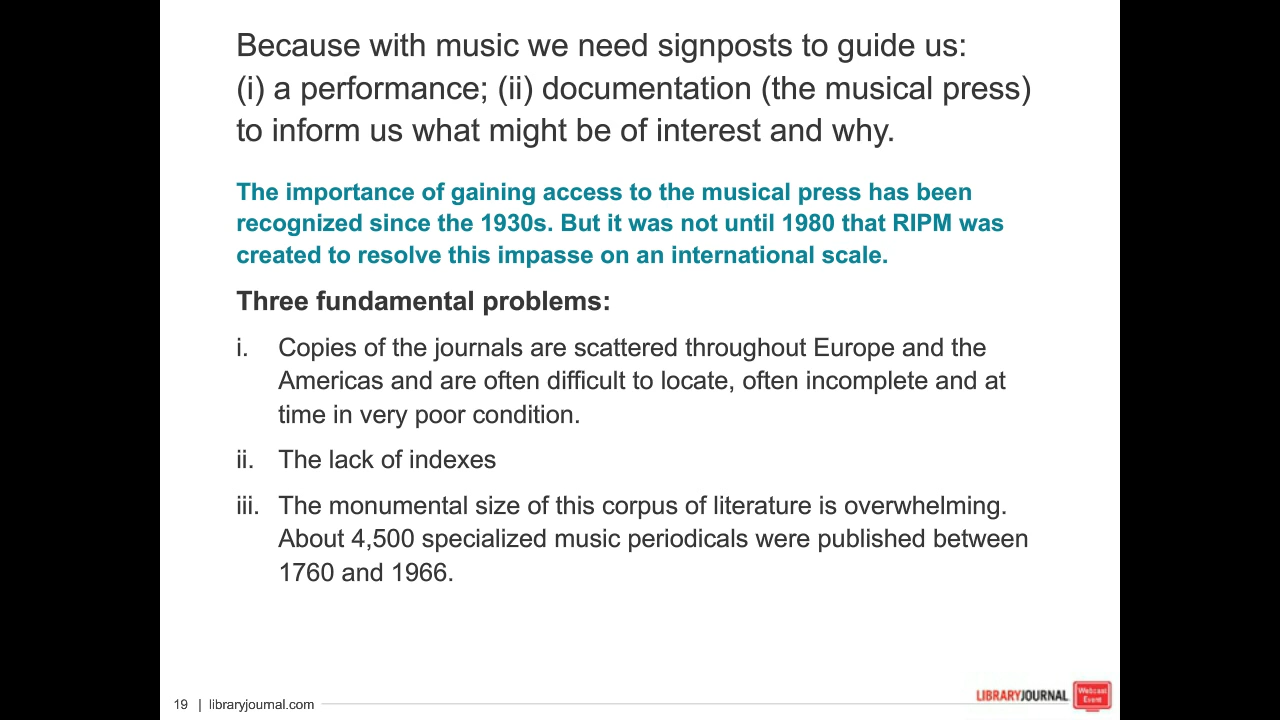 Because with music we need signposts to guide us:
(i) a performance; (ii) documentation (the musical press)
to inform us what might be of interest and why.
The importance of gaining access to the musical press has been
recognized since the 1930s. But it was not until 1980 that RIPM was
created to resolve this impasse on an international scale.
Three fundamental problems:
i. Copies of the journals are scattered throughout Europe and the
Americas and are often difficult to locate, often incomplete and at
time in very poor condition.
ii. The lack of indexes
iii. The monumental size of this corpus of literature is overwhelming.
About 4,500 specialized music periodicals were published between
1760 and 1966.
19 | libraryjournal.com
LIBRARYJOURNAL
Webcast
Event